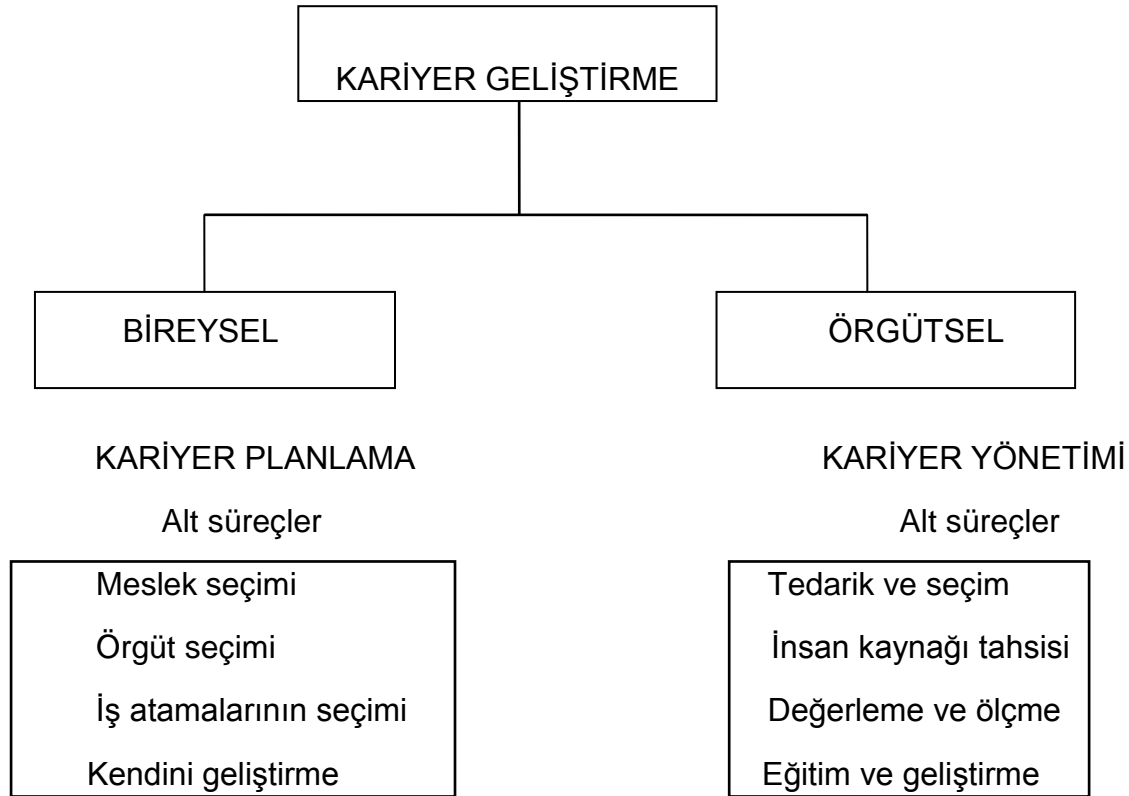 KARİYER GELİŞTİRME
BİREYSEL
ÖRGÜTSEL
KARİYER PLANLAMA
KARİYER YÖNETİMİ
Alt süreçler
Alt süreçler
Meslek seçimi
Örgüt seçimi
İş atamalarının seçimi
Kendini geliştirme
Tedarik ve seçim
İnsan kaynağı tahsisi
Değerleme ve ölçme
Eğitim ve geliştirme